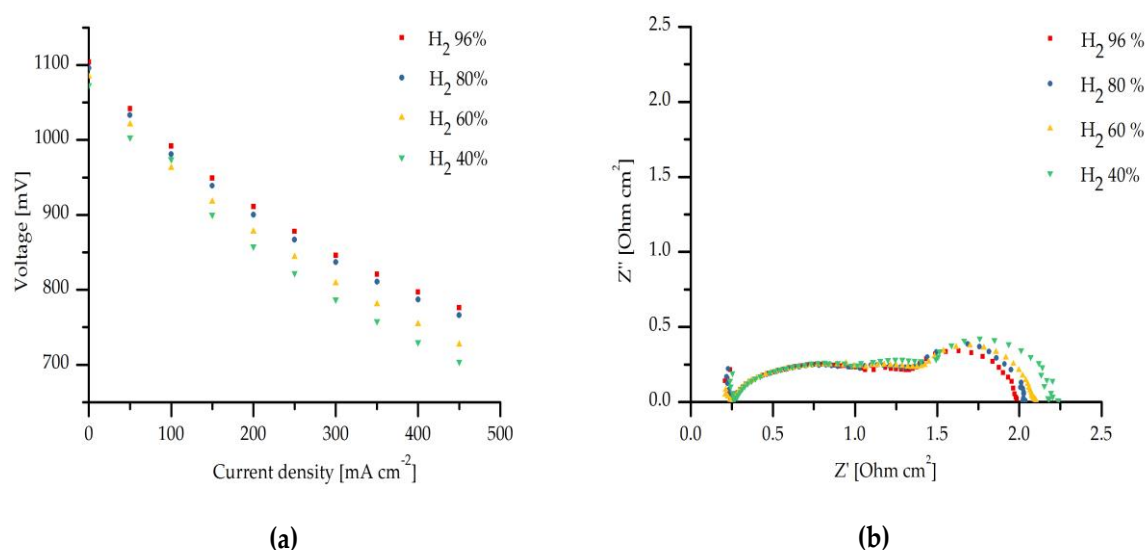 H₂ 96%
H₂ 80%
H₂ 60%
H₂ 40%
1100
1000
900
800
700
Voltage [mV]
0 100 200 300 400 500
Current density [mA cm⁻²]
(a)
H₂ 96 %
H₂ 80 %
H₂ 60 %
H₂ 40%
2.5
2.0
1.5
1.0
0.5
0.0
Z'' [Ohm cm²]
0.0 0.5 1.0 1.5 2.0 2.5
Z' [Ohm cm²]
(b)